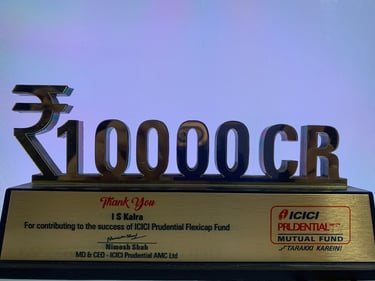 ₹10000CR
Thank You
I S Kalra
For contributing to the success of ICICI Prudential Flexicap Fund
Nimesh Shah
MD & CEO - ICICI Prudential AMC Ltd
ICICI
PRUDENTIAL
MUTUAL FUND
TARAKKI KAREIN!